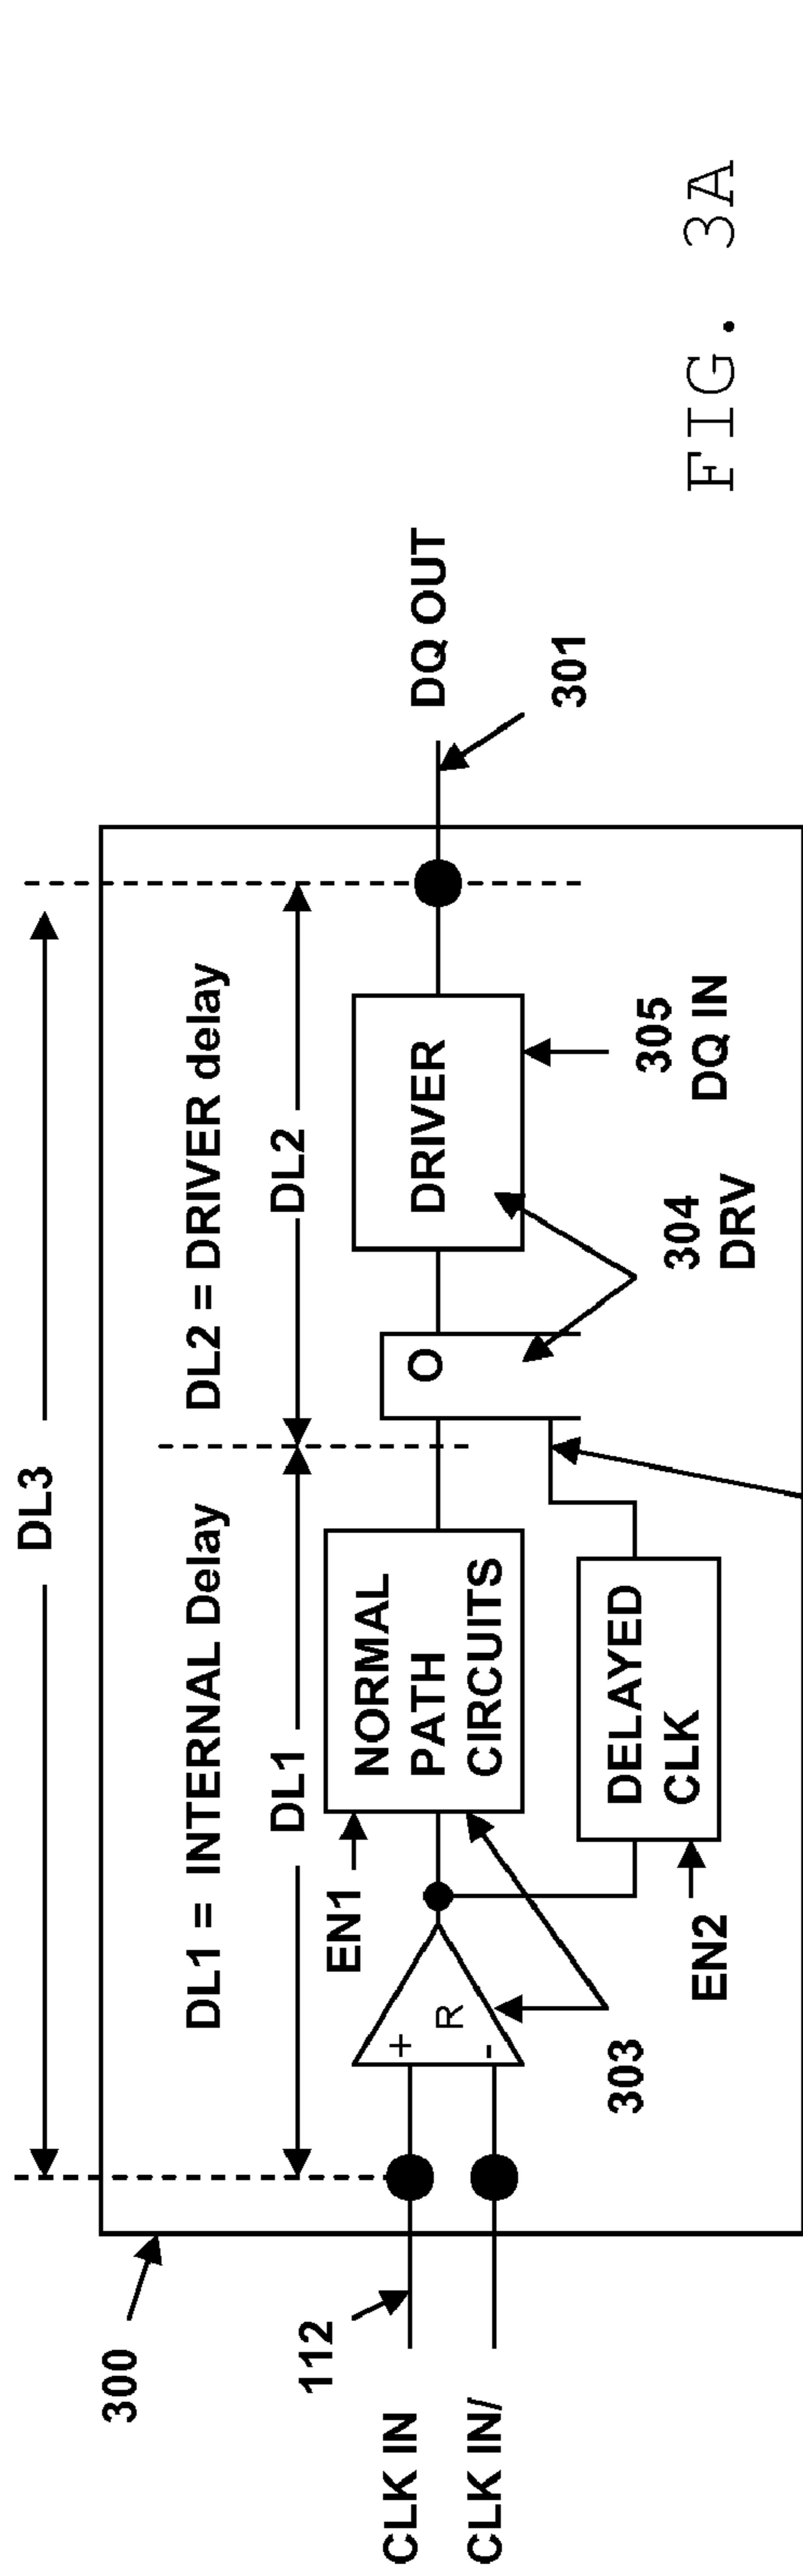 DL3
DL1 = INTERNAL Delay
DL2 = DRIVER delay
300
DL1
DL2
112
EN1
CLK IN
CLK IN/
+
-
R
NORMAL
PATH
CIRCUITS
O
DRIVER
DQ OUT
301
303
EN2
DELAYED
CLK
304
DRV
305
DQ IN
FIG. 3A